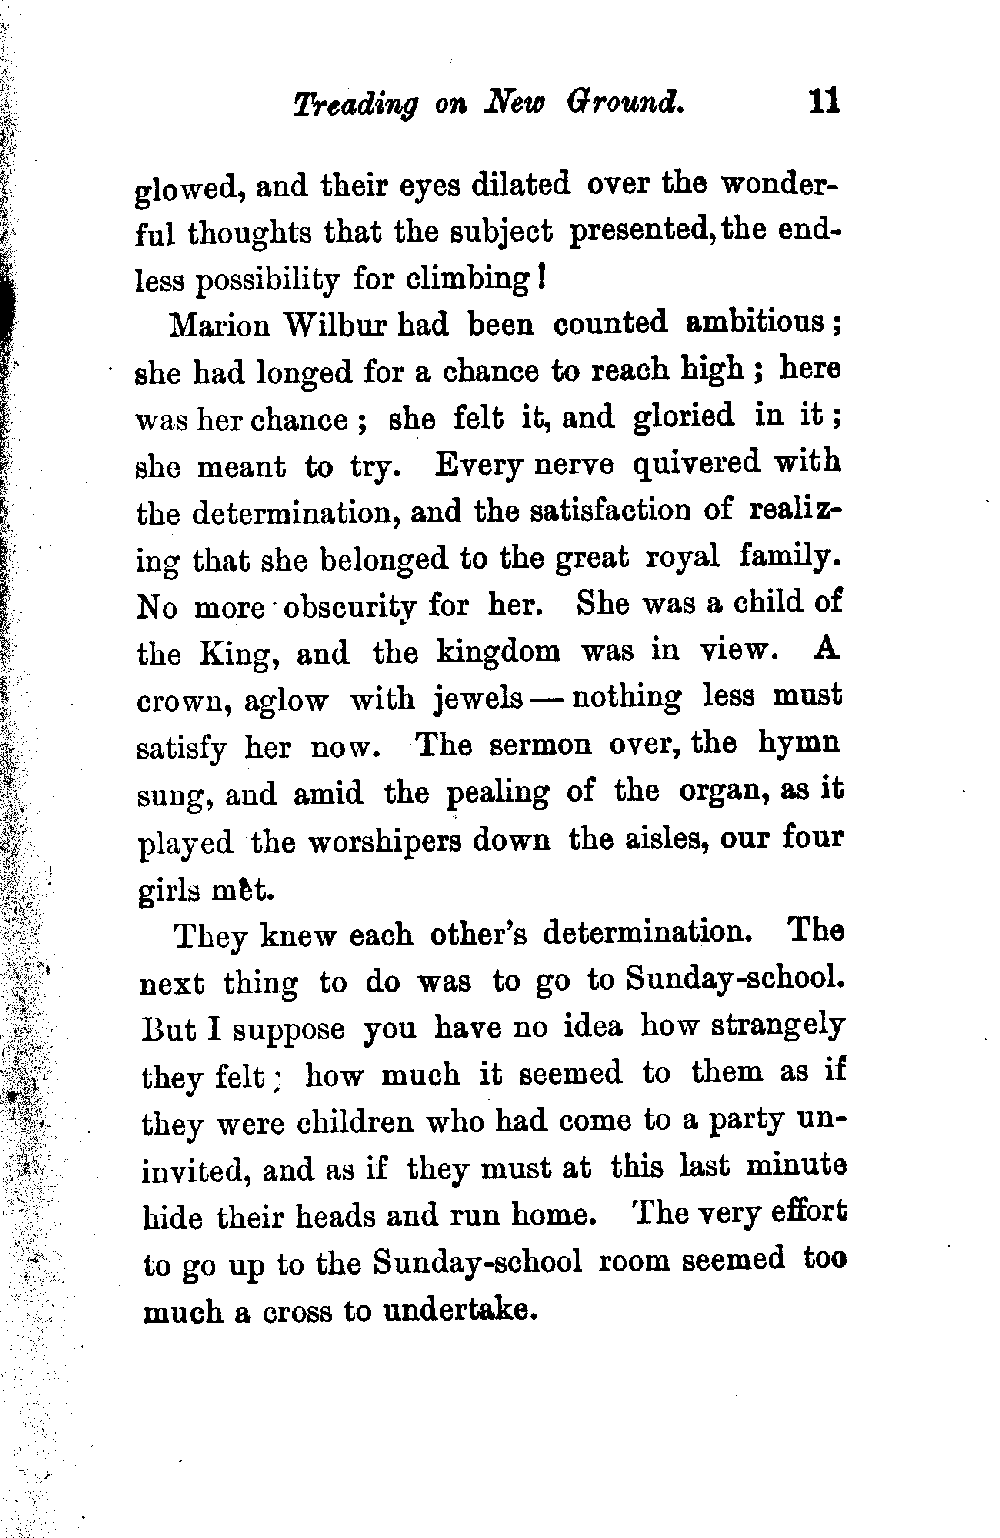 Treading on New Ground. 11
glowed, and their eyes dilated over the wonder-
ful thoughts that the subject presented, the end-
less possibility for climbing!
Marion Wilbur had been counted ambitious;
she had longed for a chance to reach high; here
was her chance; she felt it, and gloried in it;
she meant to try. Every nerve quivered with
the determination, and the satisfaction of realiz-
ing that she belonged to the great royal family.
No more obscurity for her. She was a child of
the King, and the kingdom was in view. A
crown, aglow with jewels — nothing less must
satisfy her now. The sermon over, the hymn
sung, and amid the pealing of the organ, as it
played the worshipers down the aisles, our four
girls met.
They knew each other's determination. The
next thing to do was to go to Sunday-school.
But I suppose you have no idea how strangely
they felt; how much it seemed to them as if
they were children who had come to a party un-
invited, and as if they must at this last minute
hide their heads and run home. The very effort
to go up to the Sunday-school room seemed too
much a cross to undertake.